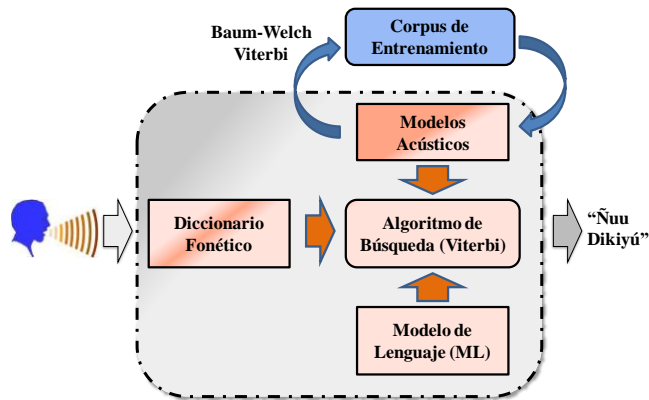 Baum-Welch
Viterbi
Corpus de
Entrenamiento
Modelos
Acústicos
Diccionario
Fonético
Algoritmo de
Búsqueda (Viterbi)
“Ñuu
Dikiyú”
Modelo de
Lenguaje (ML)